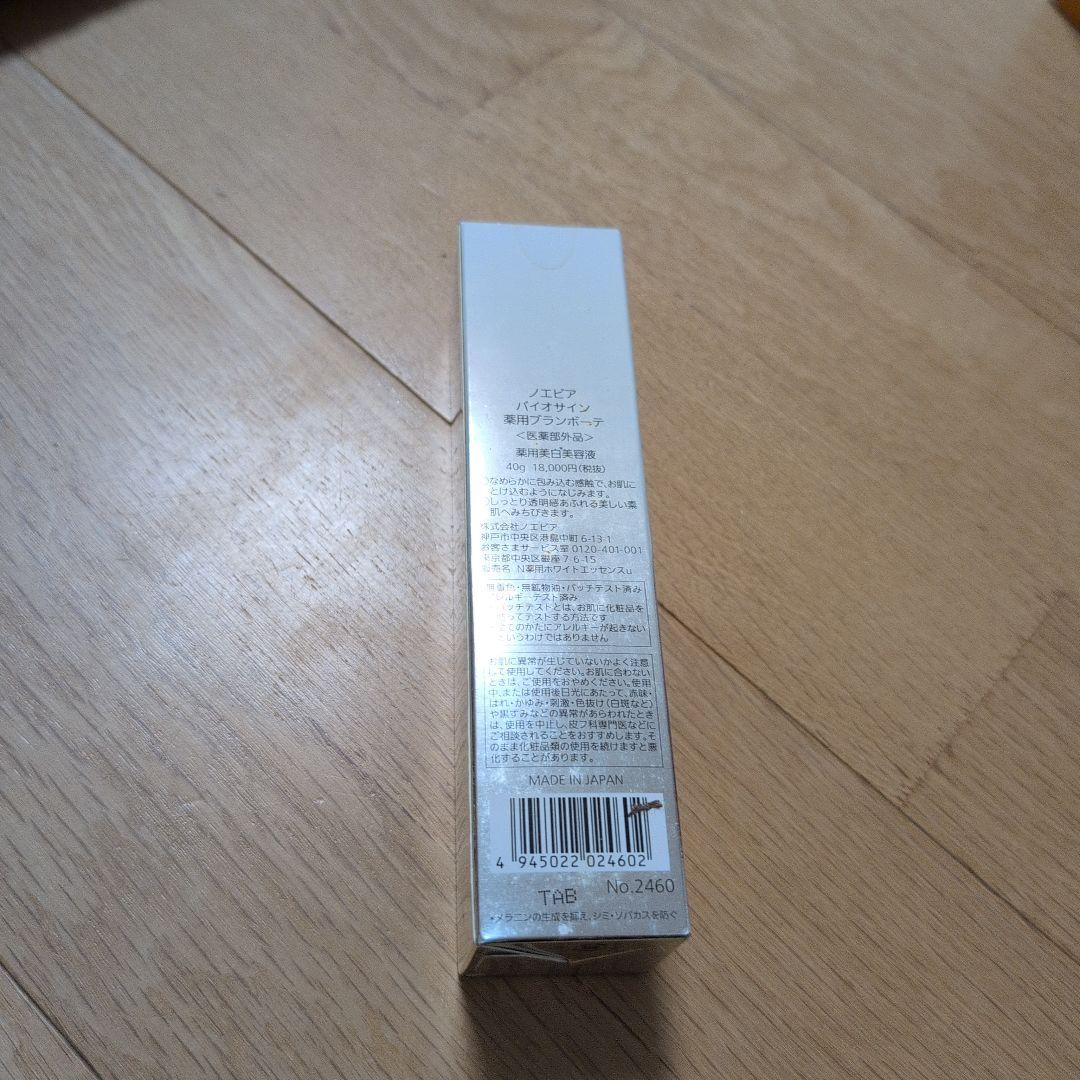 ノエビア
バイオサイン
薬用ブランボーテ
<医薬部外品>
薬用美白美容液
40g 18,000円(税抜)
なめらかに包み込む感触で、お肌に
とけ込むようになじみます。
しっとり透明感あふれる美しい素
肌へみちびきます。
株式会社ノエビア
神戸市中央区港島中町6-13-1
お客さまサービス室 0120-401-001
東京都中央区銀座7-6-15
販売名 N薬用ホワイトエッセンスu
無着色・無鉱物油・パッチテスト済み
アレルギーテスト済み
パッチテストとは、お肌に化粧品を
貼ってテストする方法です
すべてのかたにアレルギーが起きない
というわけではありません
お肌に異常が生じていないかよく注意
して使用してください。お肌に合わない
ときは、ご使用をおやめください。使用
中、または使用後日光にあたって、赤味・
はれ・かゆみ・刺激・色抜け(白斑など)
や黒ずみなどの異常があらわれたとき
は、使用を中止し、皮フ科専門医などに
ご相談されることをおすすめします。そ
のまま化粧品類の使用を続けますと悪
化することがあります。
MADE IN JAPAN
4 945022 024602
TAB No.2460
*メラニンの生成を抑え、シミ・ソバカスを防ぐ